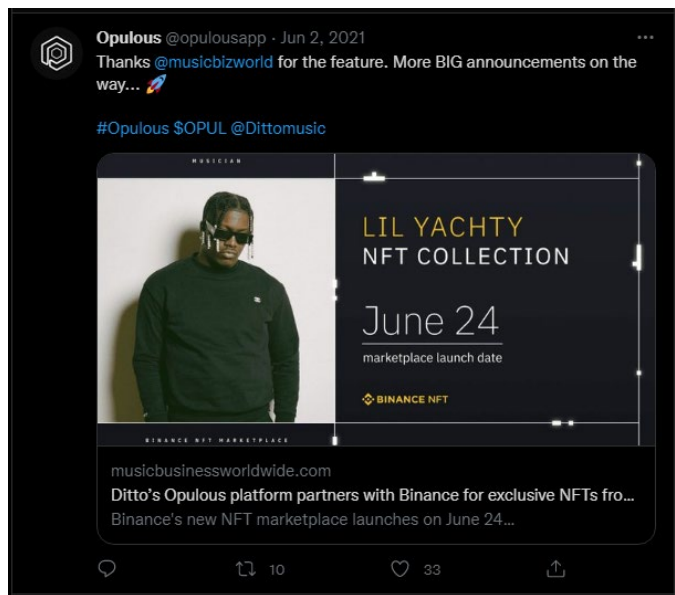 Opulous @opulousapp · Jun 2, 2021
Thanks @musicbizworld for the feature. More BIG announcements on the
way... 🚀
#Opulous $OPUL @Dittomusic
MUSICIAN
LIL YACHTY
NFT COLLECTION
June 24
marketplace launch date
BINANCE NFT
BINANCE NFT MARKETPLACE
musicbusinessworldwide.com
Ditto's Opulous platform partners with Binance for exclusive NFTs fro...
Binance's new NFT marketplace launches on June 24...
10
33